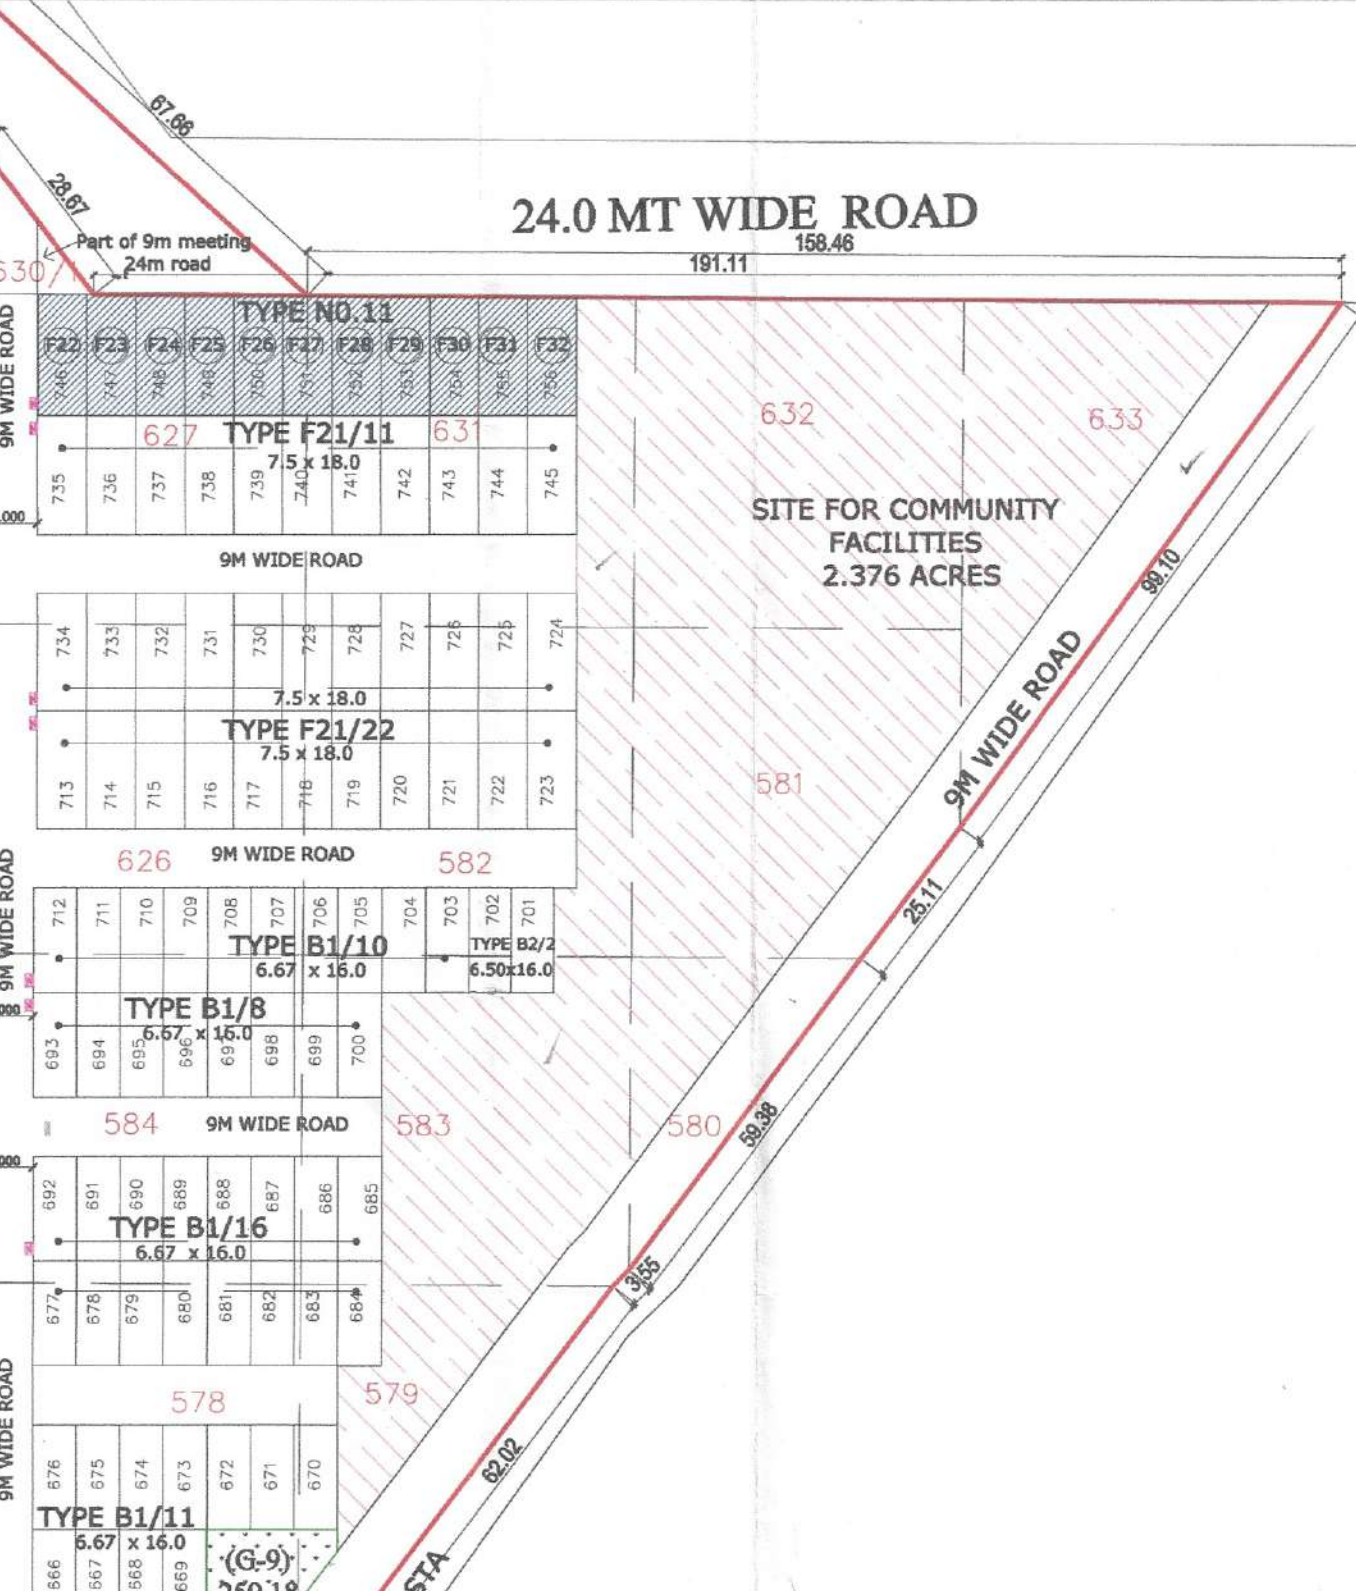 67.66
28.67
24.0 MT WIDE ROAD
158.46
191.11
Part of 9m meeting
24m road
630/1
9M WIDE ROAD
TYPE NO.11
F22 F23 F24 F25 F26 F27 F28 F29 F30 F31 F32
746 747 748 749 750 751 752 753 754 755 756
627 TYPE F21/11 631
7.5 x 18.0
735 736 737 738 739 740 741 742 743 744 745
632
633
SITE FOR COMMUNITY
FACILITIES
2.376 ACRES
9M WIDE ROAD
99.10
734 733 732 731 730 729 728 727 726 725 724
7.5 x 18.0
TYPE F21/22
7.5 x 18.0
713 714 715 716 717 718 719 720 721 722 723
581
9M WIDE ROAD
626 9M WIDE ROAD 582
9M WIDE ROAD
25.11
712 711 710 709 708 707 706 705 704 703 702 701
TYPE B1/10 TYPE B2/2
6.67 x 16.0 6.50x16.0
TYPE B1/8
6.67 x 16.0
693 694 695 696 697 698 699 700
584 9M WIDE ROAD 583
580
59.38
692 691 690 689 688 687 686 685
TYPE B1/16
6.67 x 16.0
677 678 679 680 681 682 683 684
3.55
9M WIDE ROAD
578
579
62.02
676 675 674 673 672 671 670
TYPE B1/11
6.67 x 16.0
666 667 668 669
(G-9)